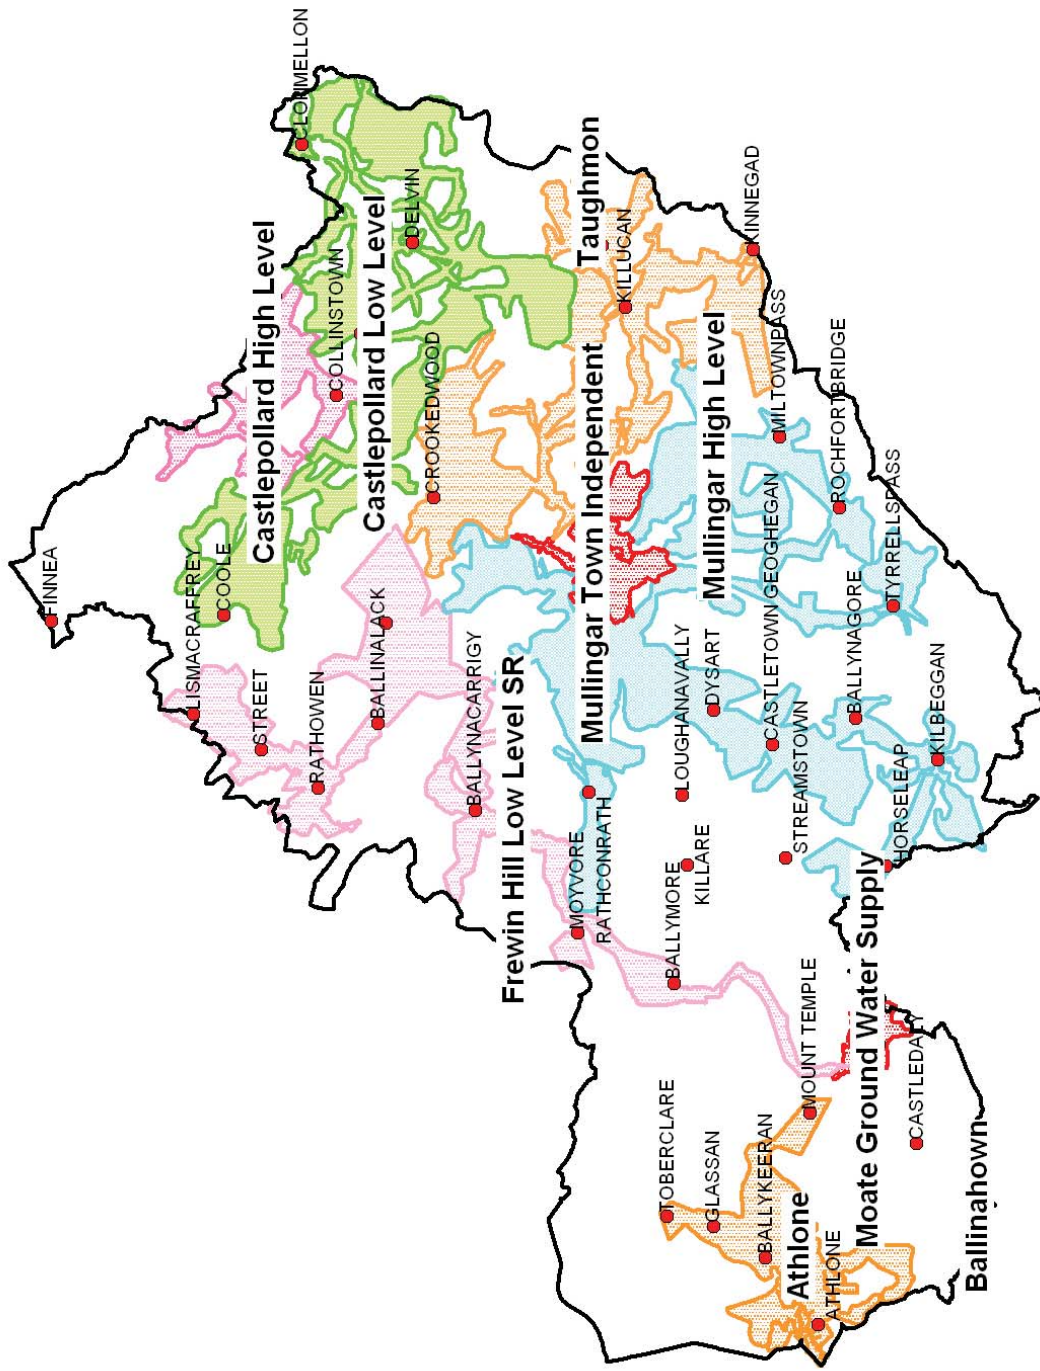 FINNEA
LISMACRAFFREY
COOLE
STREET
RATHOWEN
Castlepollard High Level
CLONMELLON
COLLINSTOWN
Castlepollard Low Level
DELVIN
BALLINALACK
CROOKEDWOOD
BALLYNACARRIGY
Frewin Hill Low Level SR
Taughmon
KILLUCAN
Mullingar Town Independent
MOYVORE
RATHCONRATH
BALLYMORE
KILLARE
LOUGHANAVALLY
DYSART
Mullingar High Level
KINNEGAD
MILTOWNPASS
CASTLETOWN GEOGHEGAN
STREAMSTOWN
ROCHFORTBRIDGE
BALLYNAGORE
TYRRELLSPASS
HORSELEAP
KILBEGGAN
TOBERCLARE
GLASSAN
BALLYKEERAN
MOUNT TEMPLE
Athlone
ATHLONE
Moate Ground Water Supply
CASTLEDALY
Ballinahown